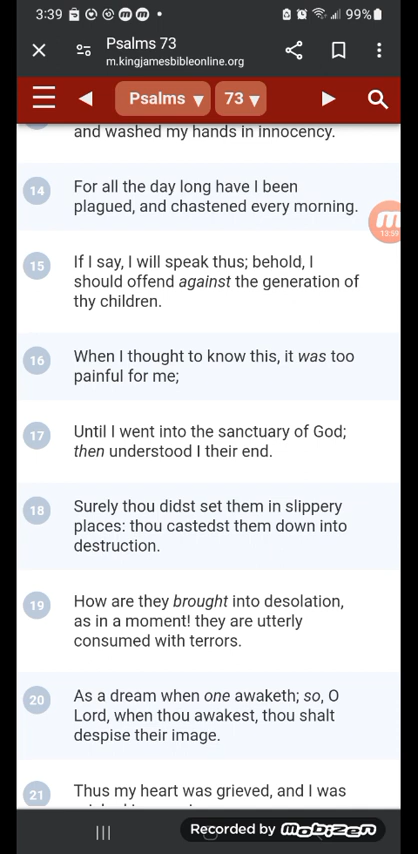 3:39 99%
Psalms 73
m.kingjamesbibleonline.org
Psalms 73
and washed my hands in innocency.
14 For all the day long have I been
plagued, and chastened every morning.
13:59
15 If I say, I will speak thus; behold, I
should offend against the generation of
thy children.
16 When I thought to know this, it was too
painful for me;
17 Until I went into the sanctuary of God;
then understood I their end.
18 Surely thou didst set them in slippery
places: thou castedst them down into
destruction.
19 How are they brought into desolation,
as in a moment! they are utterly
consumed with terrors.
20 As a dream when one awaketh; so, O
Lord, when thou awakest, thou shalt
despise their image.
21 Thus my heart was grieved, and I was
Recorded by mobizen